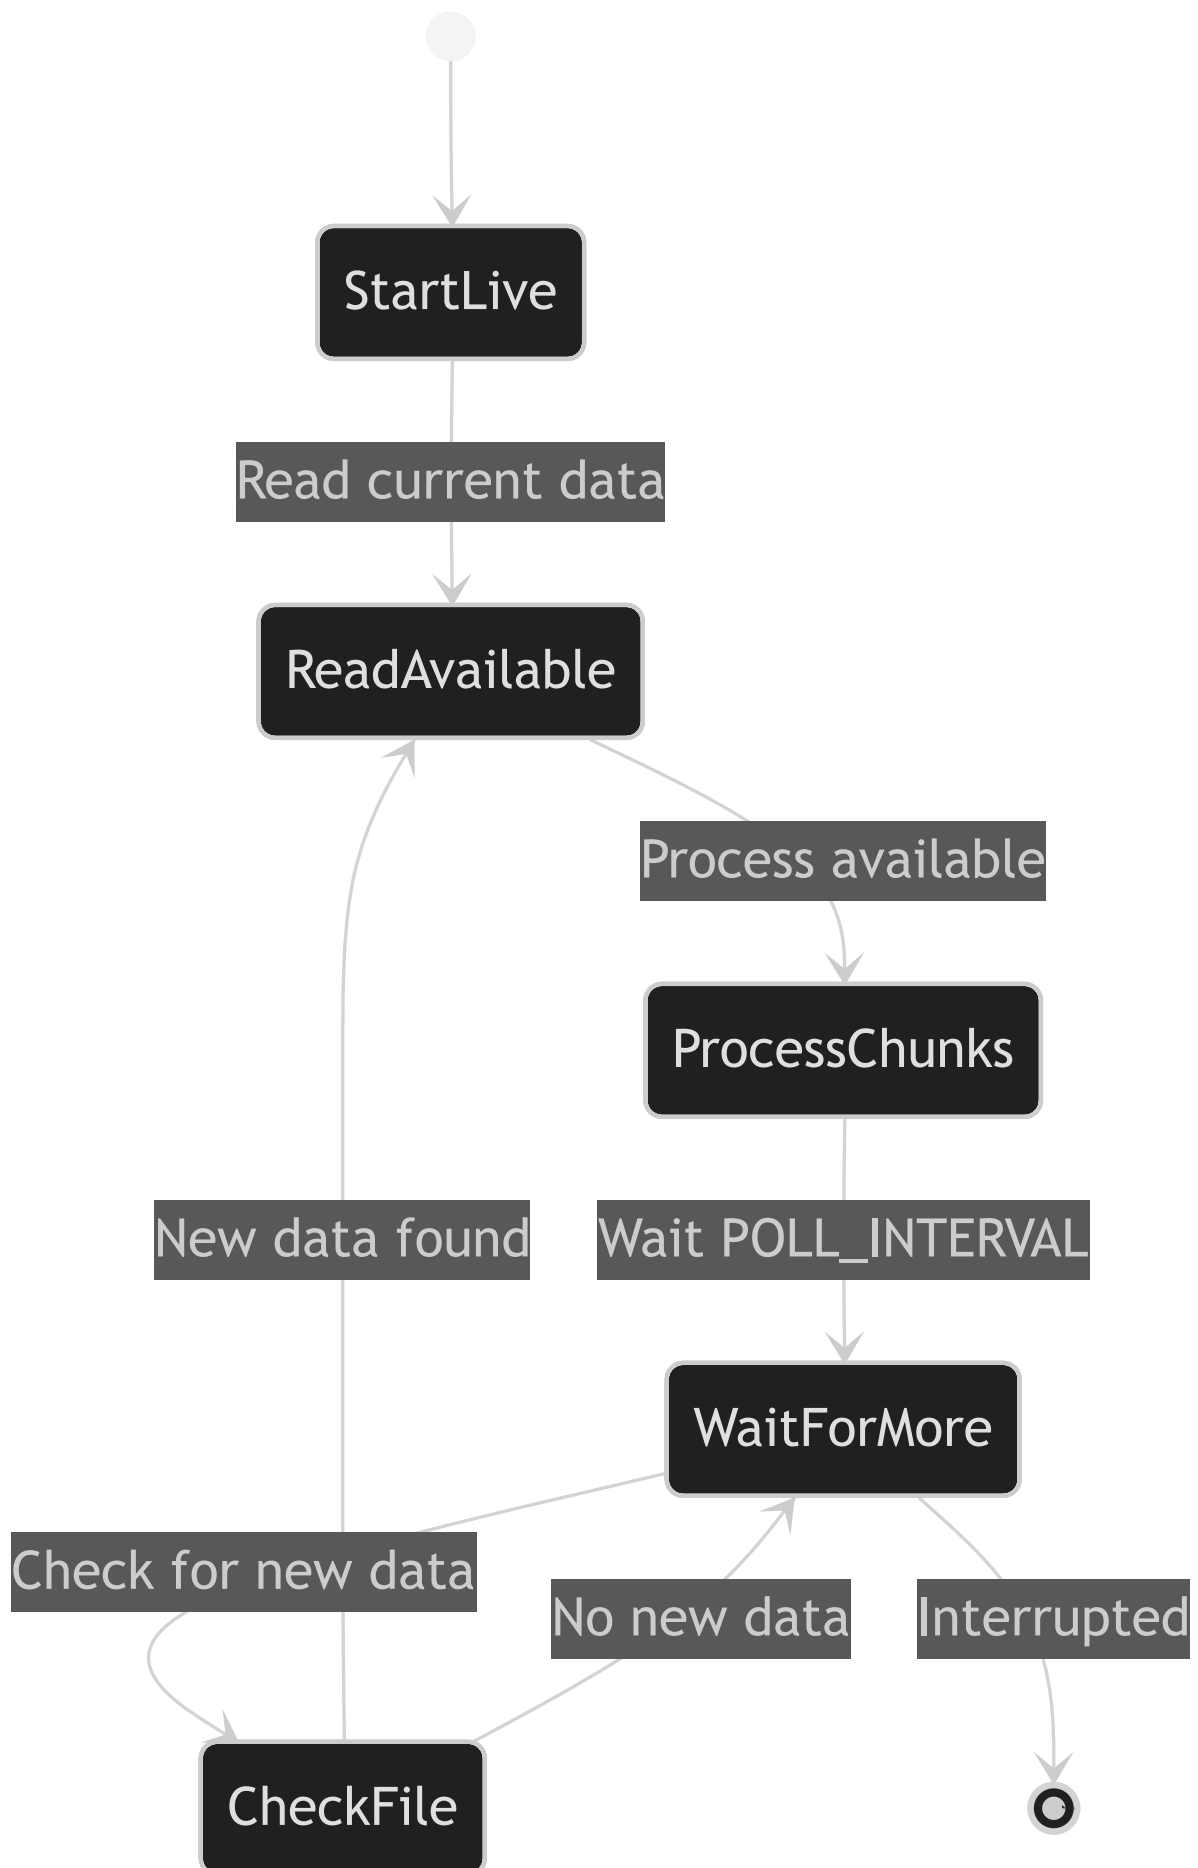 StartLive
Read current data
ReadAvailable
Process available
ProcessChunks
New data found
Wait POLL_INTERVAL
WaitForMore
Check for new data
No new data
Interrupted
CheckFile